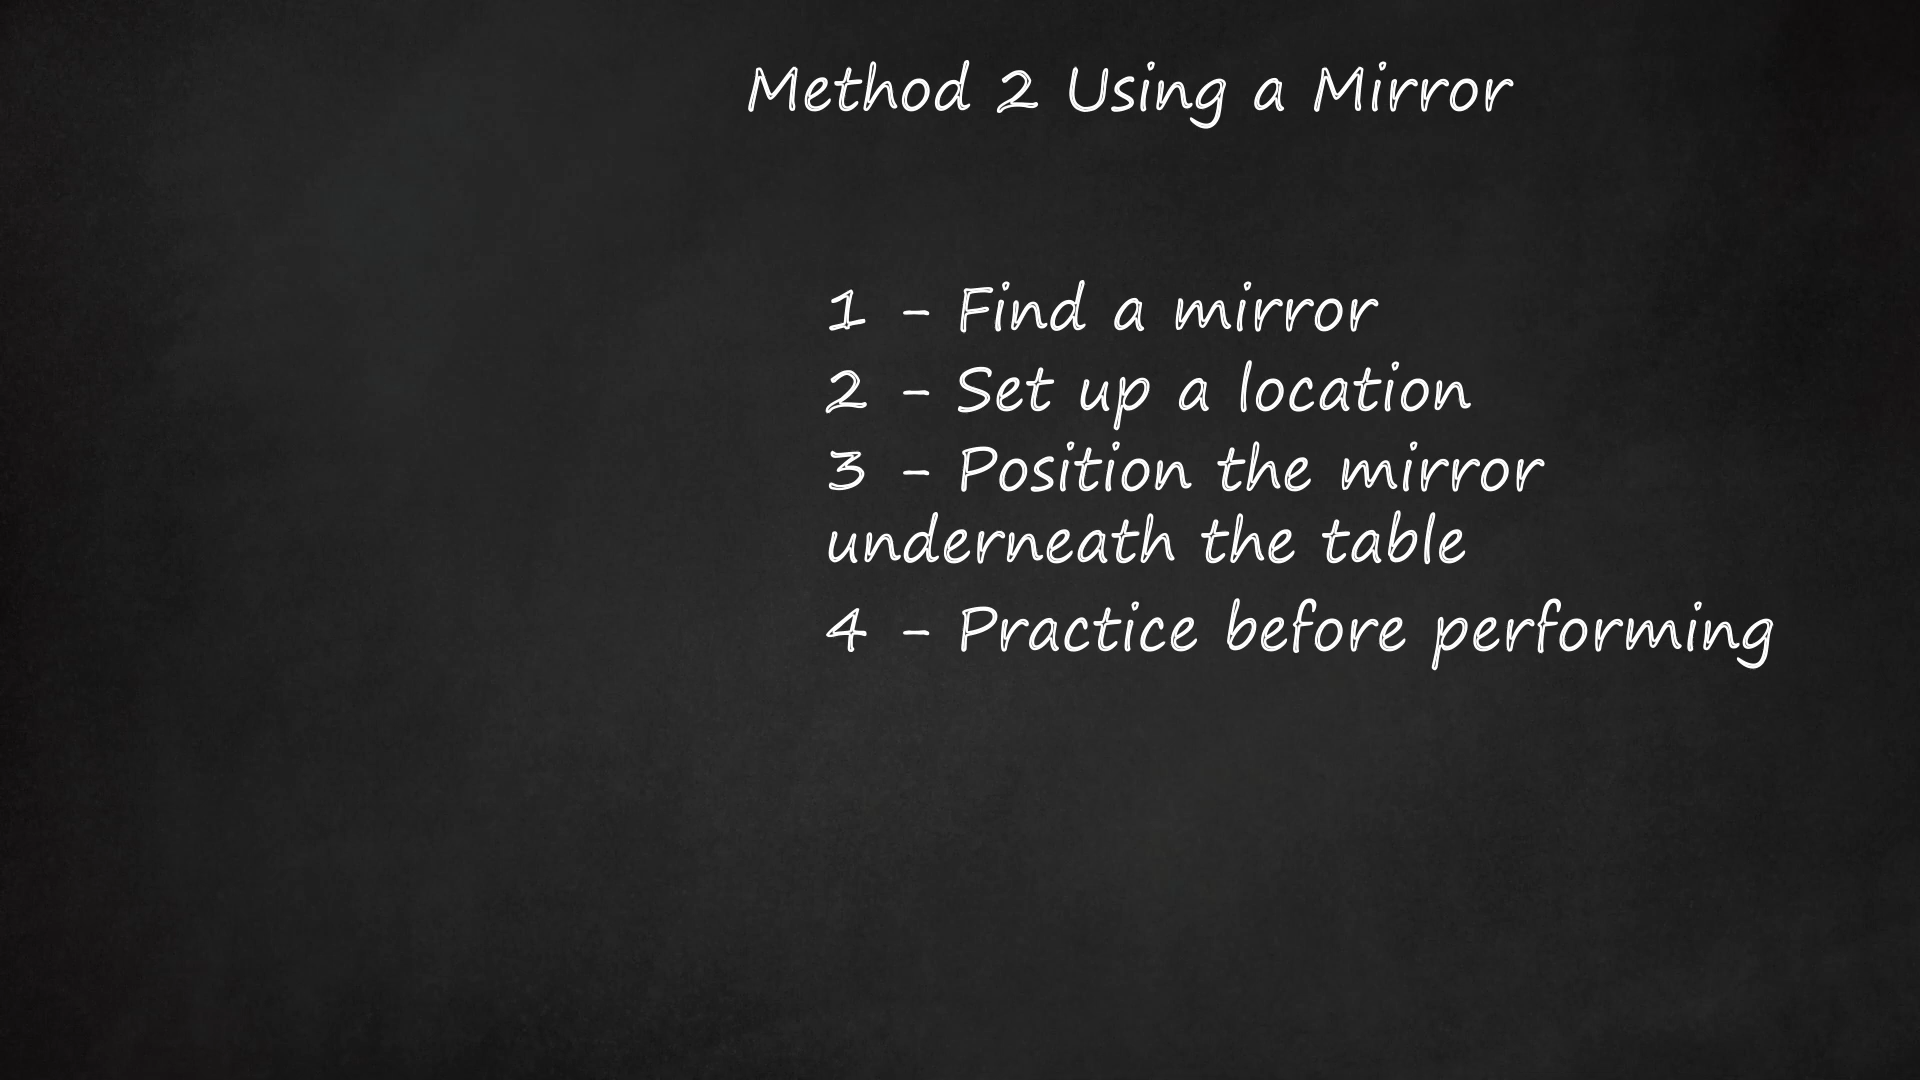 Method 2 Using a Mirror
1 - Find a mirror
2 - Set up a location
3 - Position the mirror
underneath the table
4 - Practice before performing